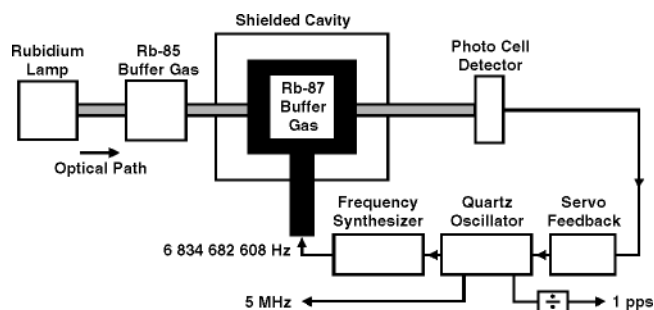 Shielded Cavity
Rubidium
Lamp
Rb-85
Buffer Gas
Rb-87
Buffer
Gas
Photo Cell
Detector
Optical Path
Frequency
Synthesizer
Quartz
Oscillator
Servo
Feedback
6 834 682 608 Hz
5 MHz
÷
1 pps